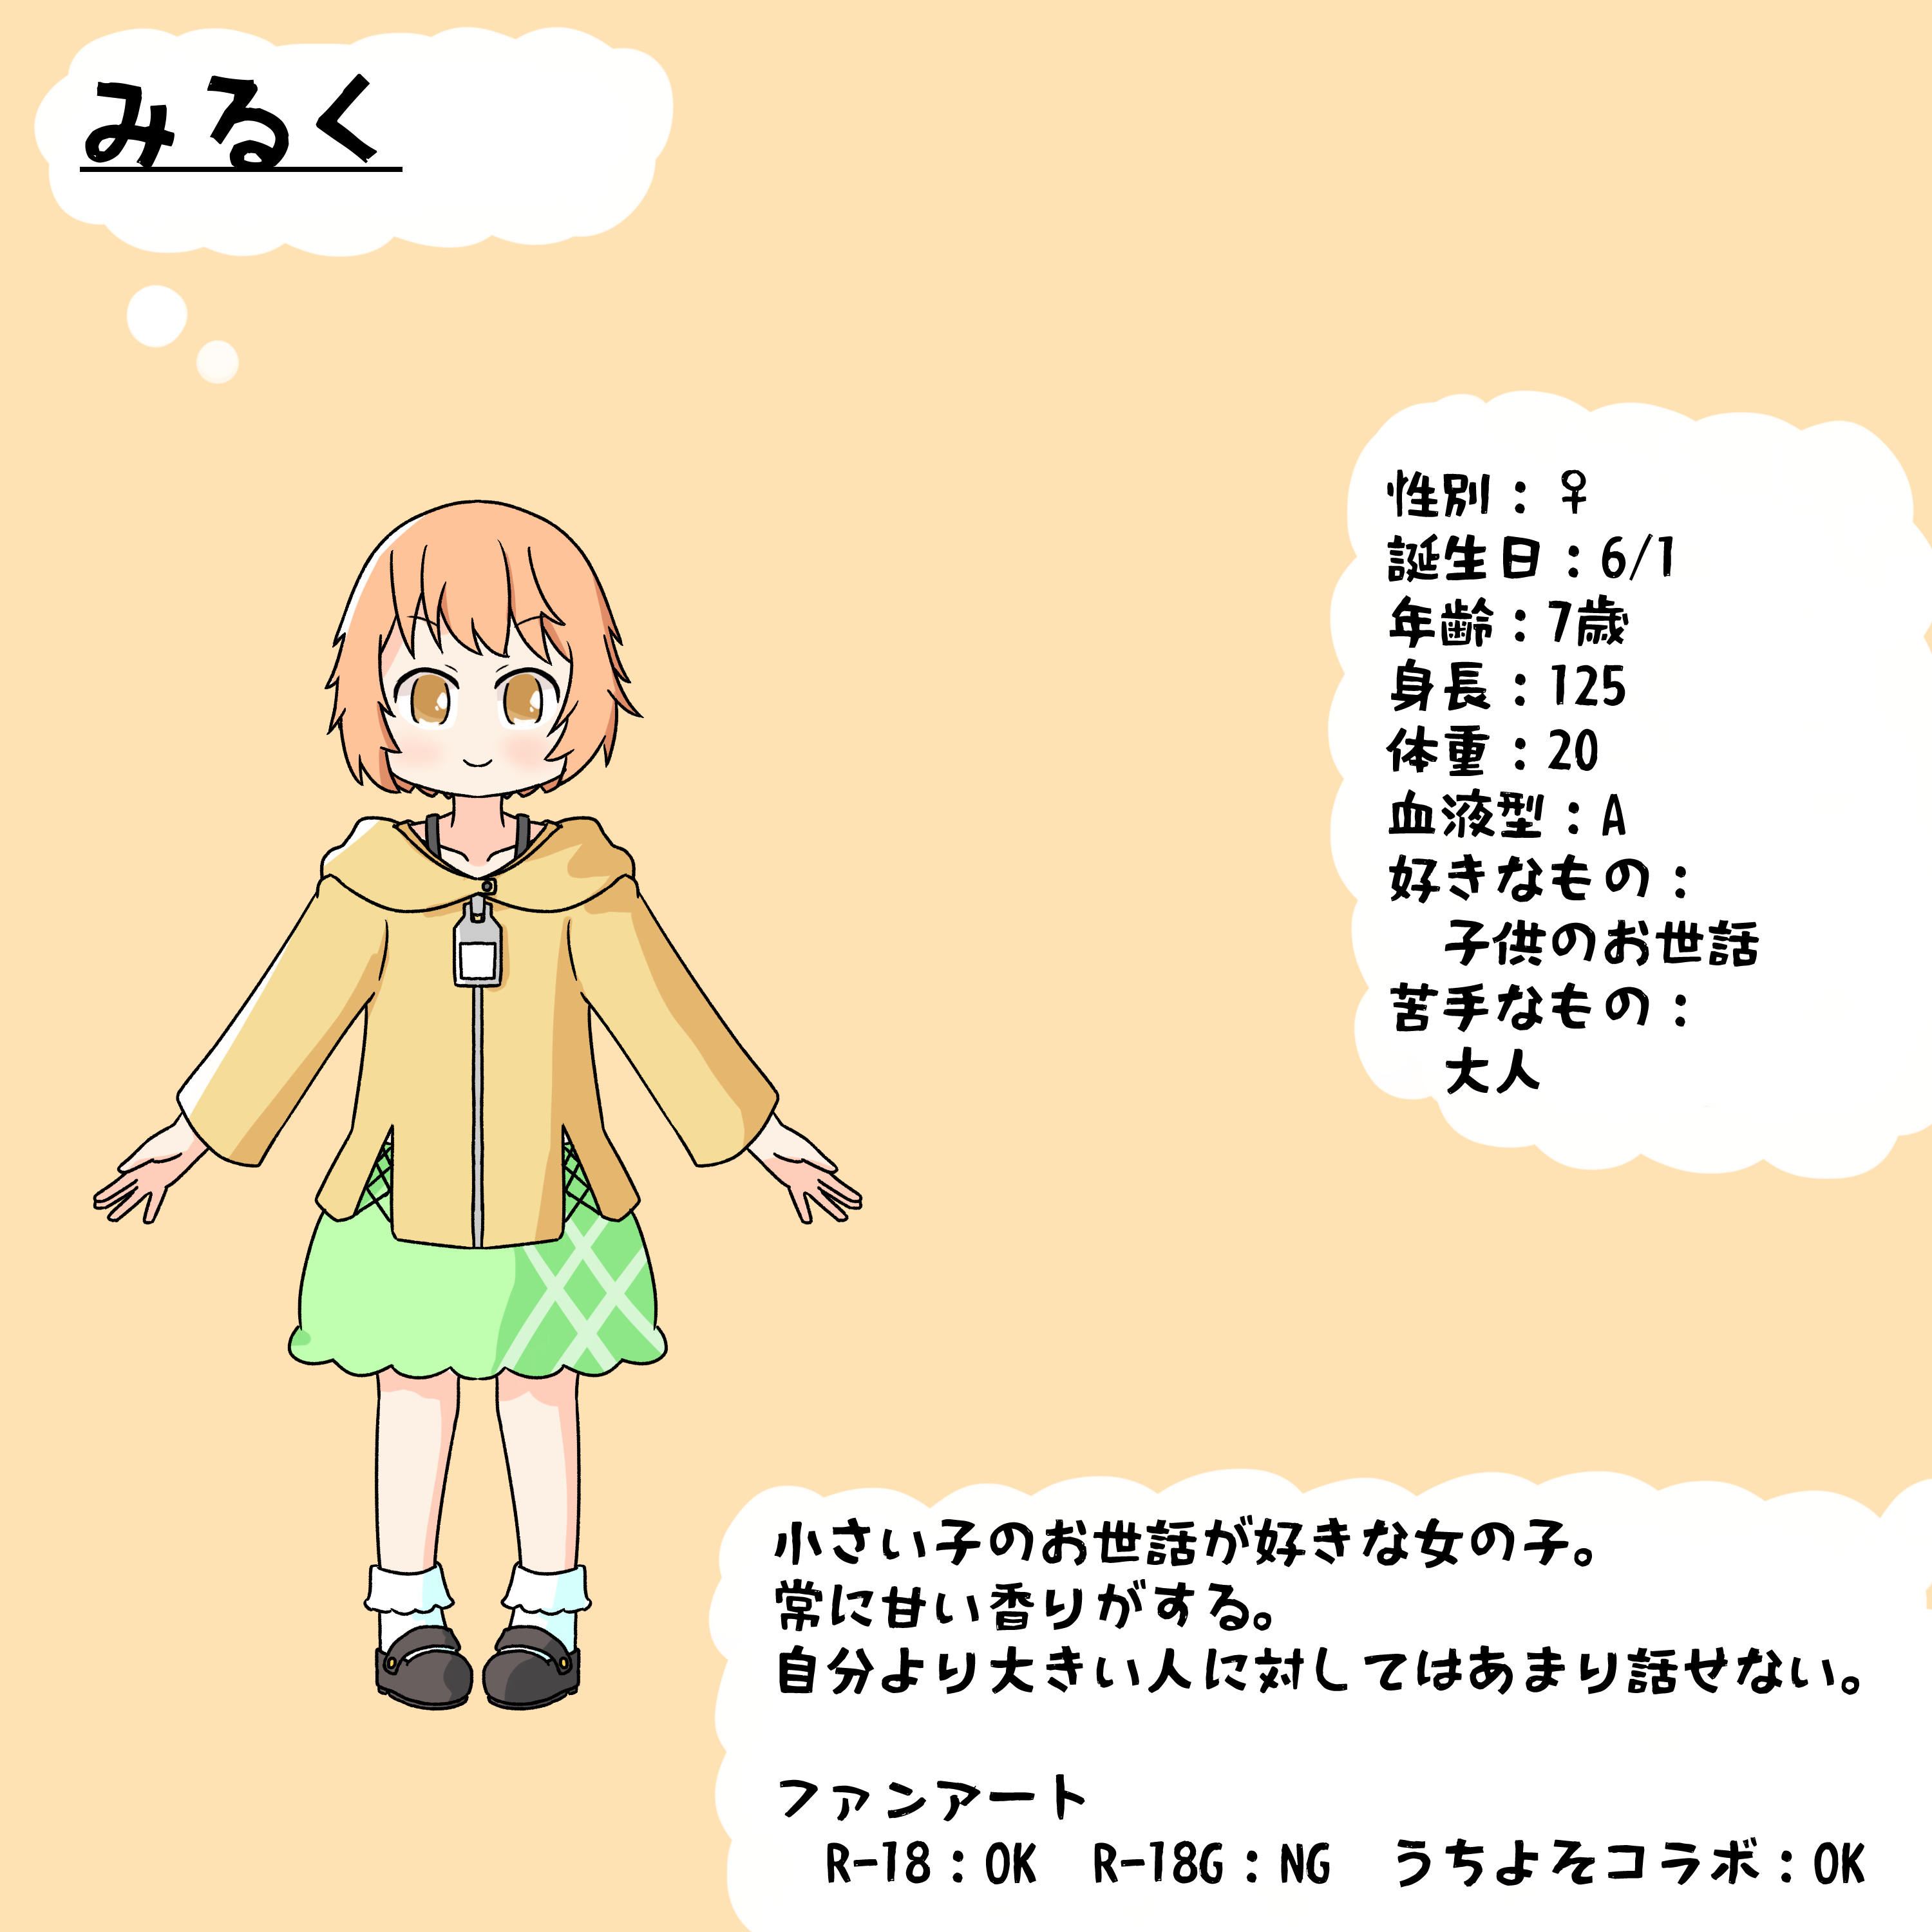 みるく
性別：♀
誕生日：6/1
年齢：7歳
身長：125
体重：20
血液型：A
好きなもの：
子供のお世話
苦手なもの：
大人
小さい子のお世話が好きな女の子。
常に甘い香りがする。
自分より大きい人に対してはあまり話せない。
ファンアート
R-18：OK　R-18G：NG　うちよそコラボ：OK